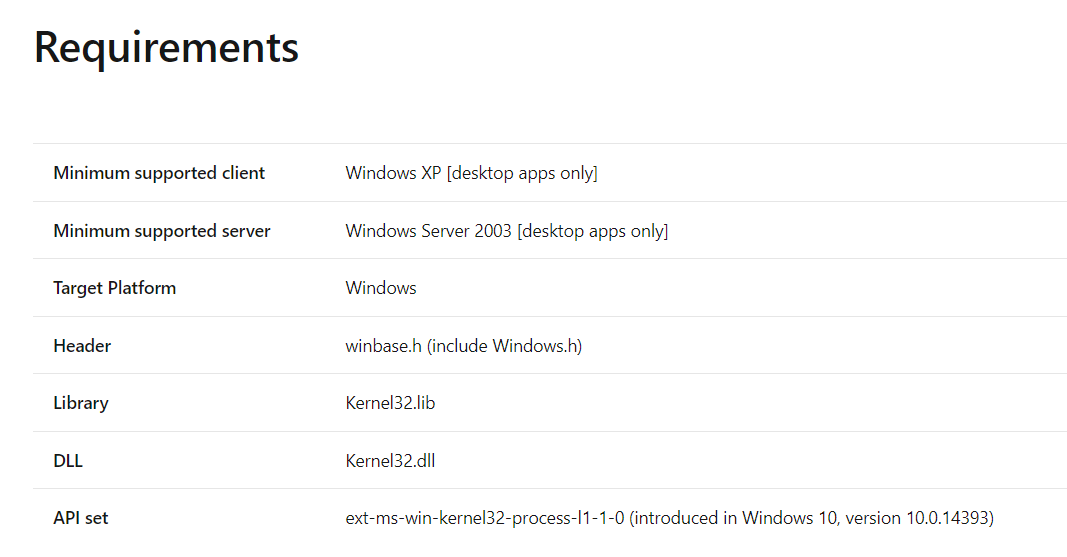 Requirements
Minimum supported client Windows XP [desktop apps only]
Minimum supported server Windows Server 2003 [desktop apps only]
Target Platform Windows
Header winbase.h (include Windows.h)
Library Kernel32.lib
DLL Kernel32.dll
API set ext-ms-win-kernel32-process-l1-1-0 (introduced in Windows 10, version 10.0.14393)